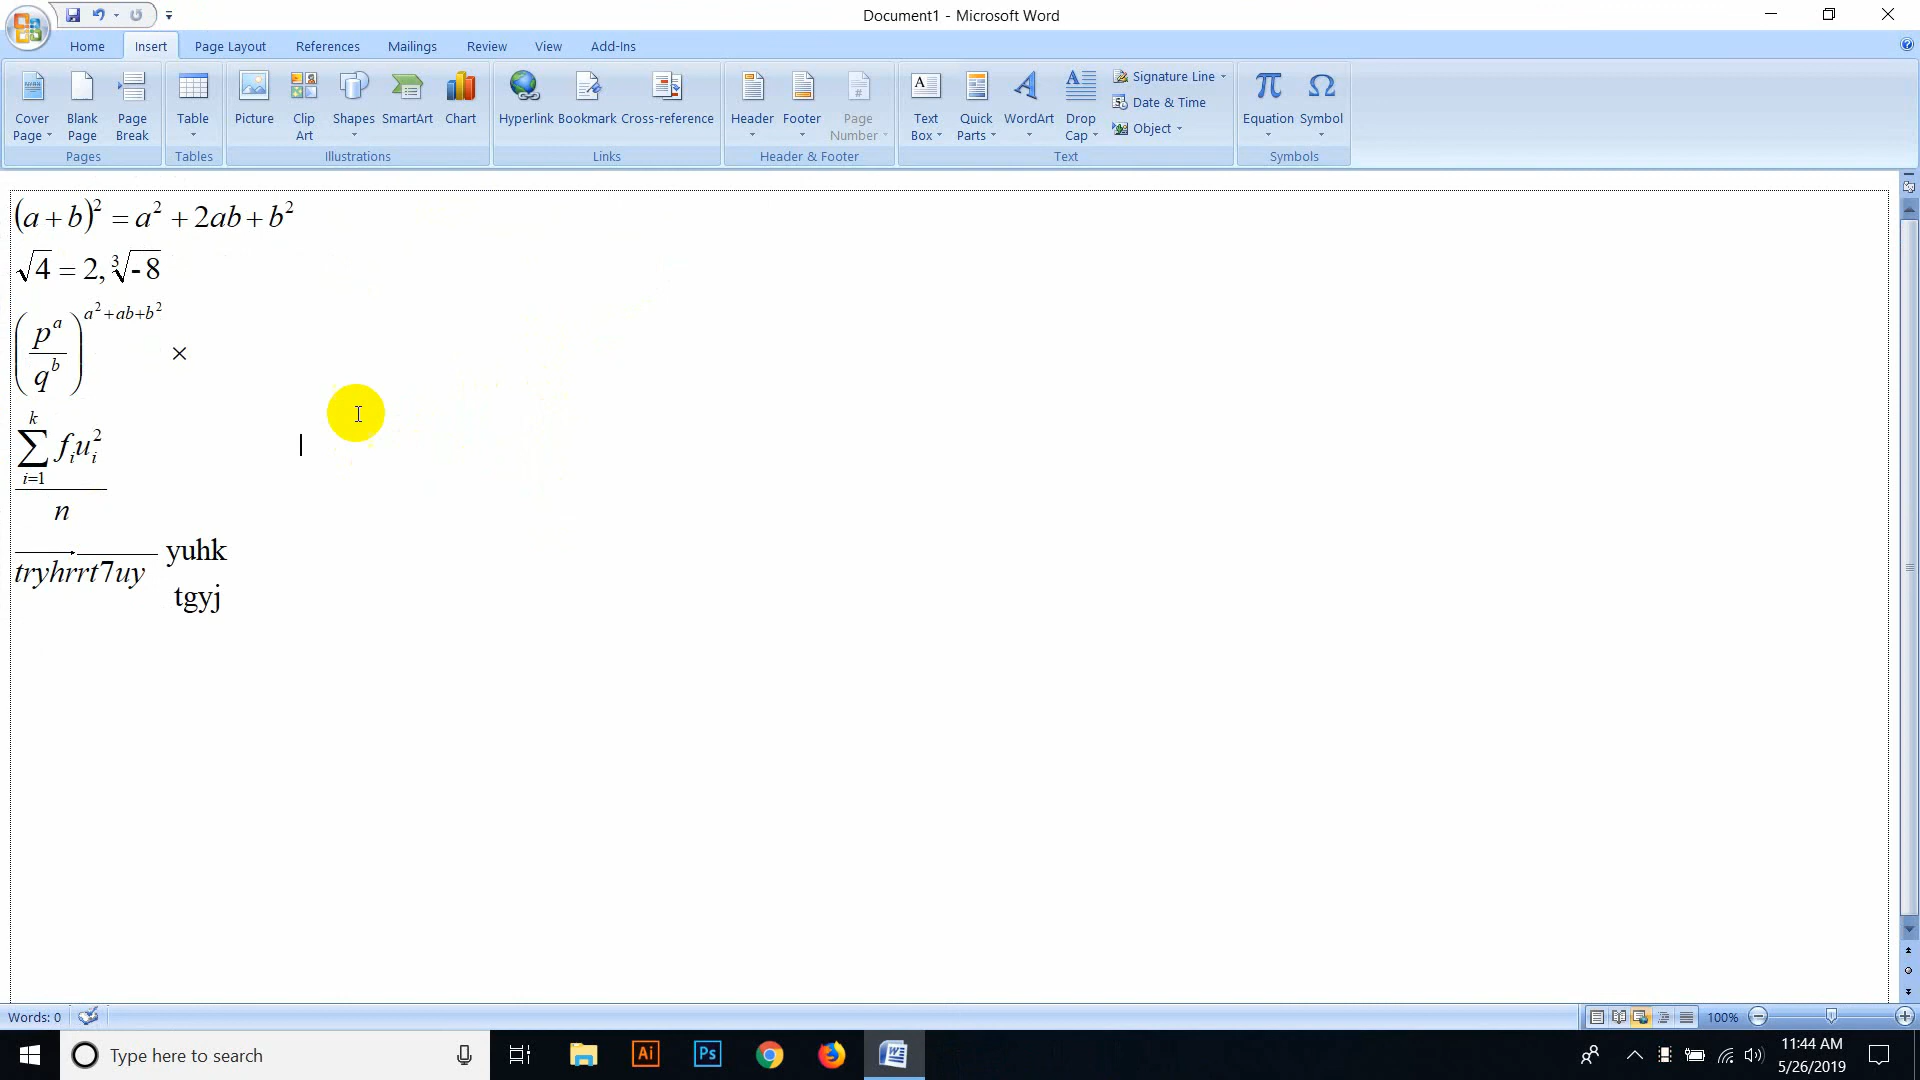 Document1 - Microsoft Word
Home Insert Page Layout References Mailings Review View Add-Ins
Cover Page Blank Page Page Break Table Picture Clip Art Shapes SmartArt Chart Hyperlink Bookmark Cross-reference Header Footer Page Number Text Box Quick Parts WordArt Drop Cap Signature Line Date & Time Object Equation Symbol
Pages Tables Illustrations Links Header & Footer Text Symbols
(a + b)² = a² + 2ab + b²
√4 = 2, ∛-8
(p^a/q^b)^(a²+ab+b²) ×
k
∑ f_i u_i²
i=1
n
yuhk
tryhrrt7uy
tgyj
Words: 0 100%
Type here to search Ai Ps 11:44 AM
5/26/2019